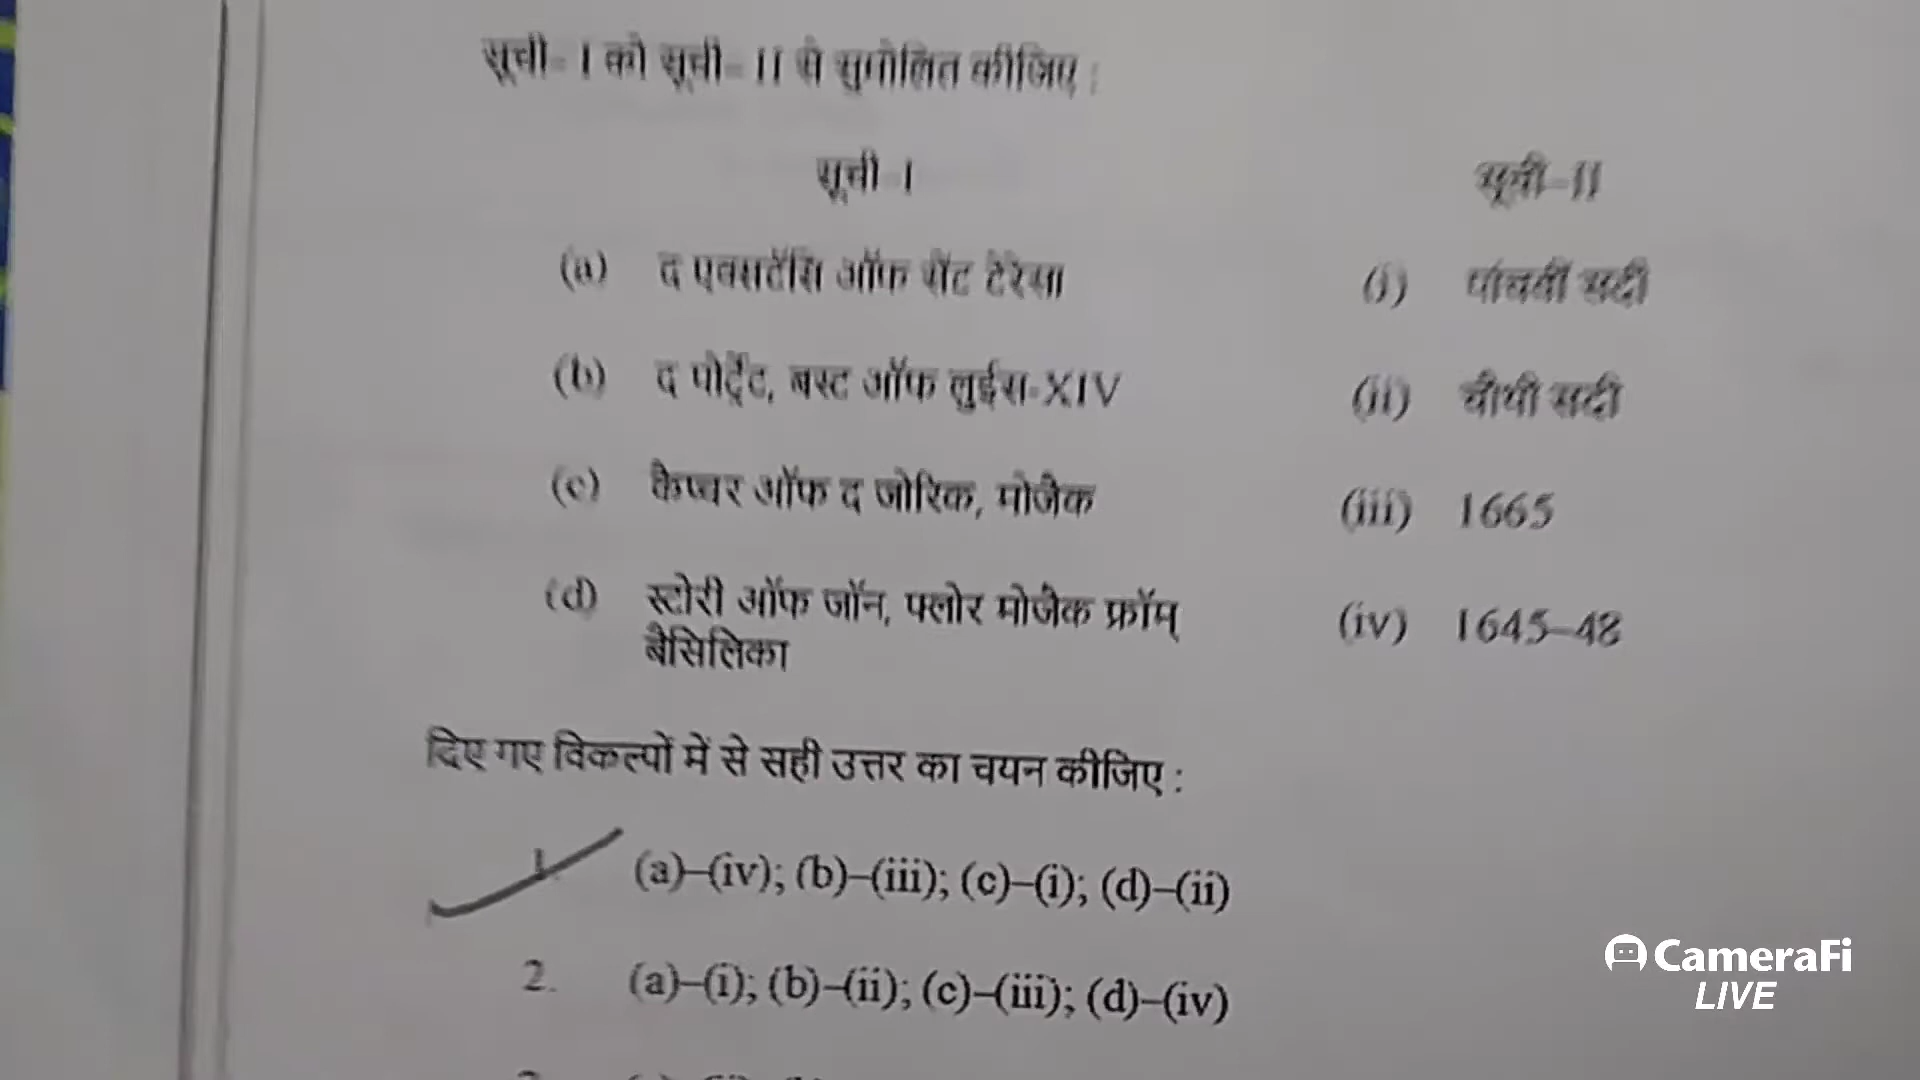 सूची- I को सूची- II से सुमेलित कीजिए :
सूची-I सूची-II
(a) द एक्सटेंसि ऑफ सेंट टेरेसा (i) पांचवीं सदी
(b) द पोर्ट्रेट, बस्ट ऑफ लुईस-XIV (ii) चौथी सदी
(c) कैप्चर ऑफ द जोरिक, मोजैक (iii) 1665
(d) स्टोरी ऑफ जॉन, फ्लोर मोजैक फ्रॉम् (iv) 1645–48
बैसिलिका
दिए गए विकल्पों में से सही उत्तर का चयन कीजिए :
1. (a)–(iv); (b)–(iii); (c)–(i); (d)–(ii)
2. (a)–(i); (b)–(ii); (c)–(iii); (d)–(iv)
CameraFi
LIVE